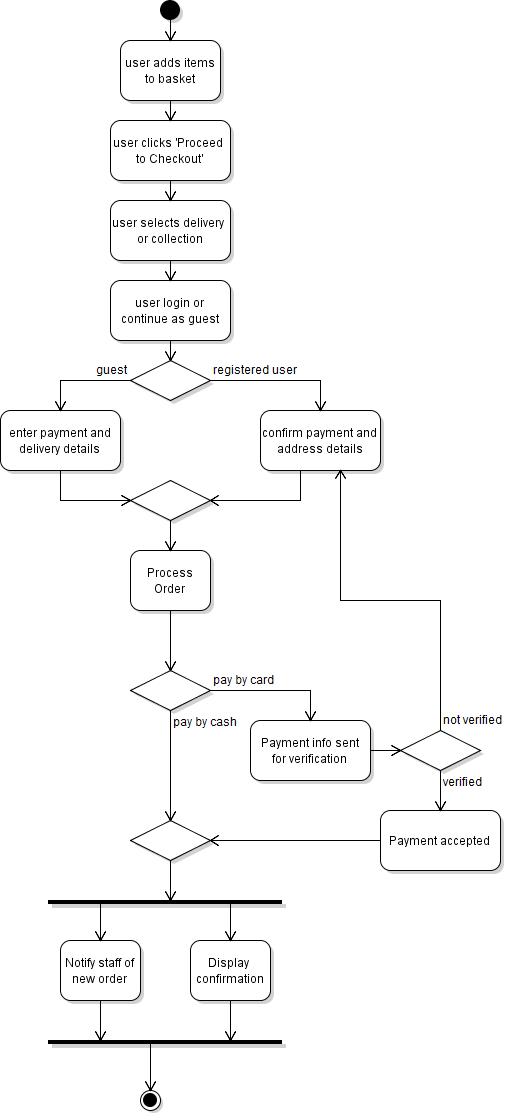 user adds items
to basket
user clicks 'Proceed
to Checkout'
user selects delivery
or collection
user login or
continue as guest
guest
registered user
enter payment and
delivery details
confirm payment and
address details
Process
Order
pay by card
pay by cash
Payment info sent
for verification
not verified
verified
Payment accepted
Notify staff of
new order
Display
confirmation